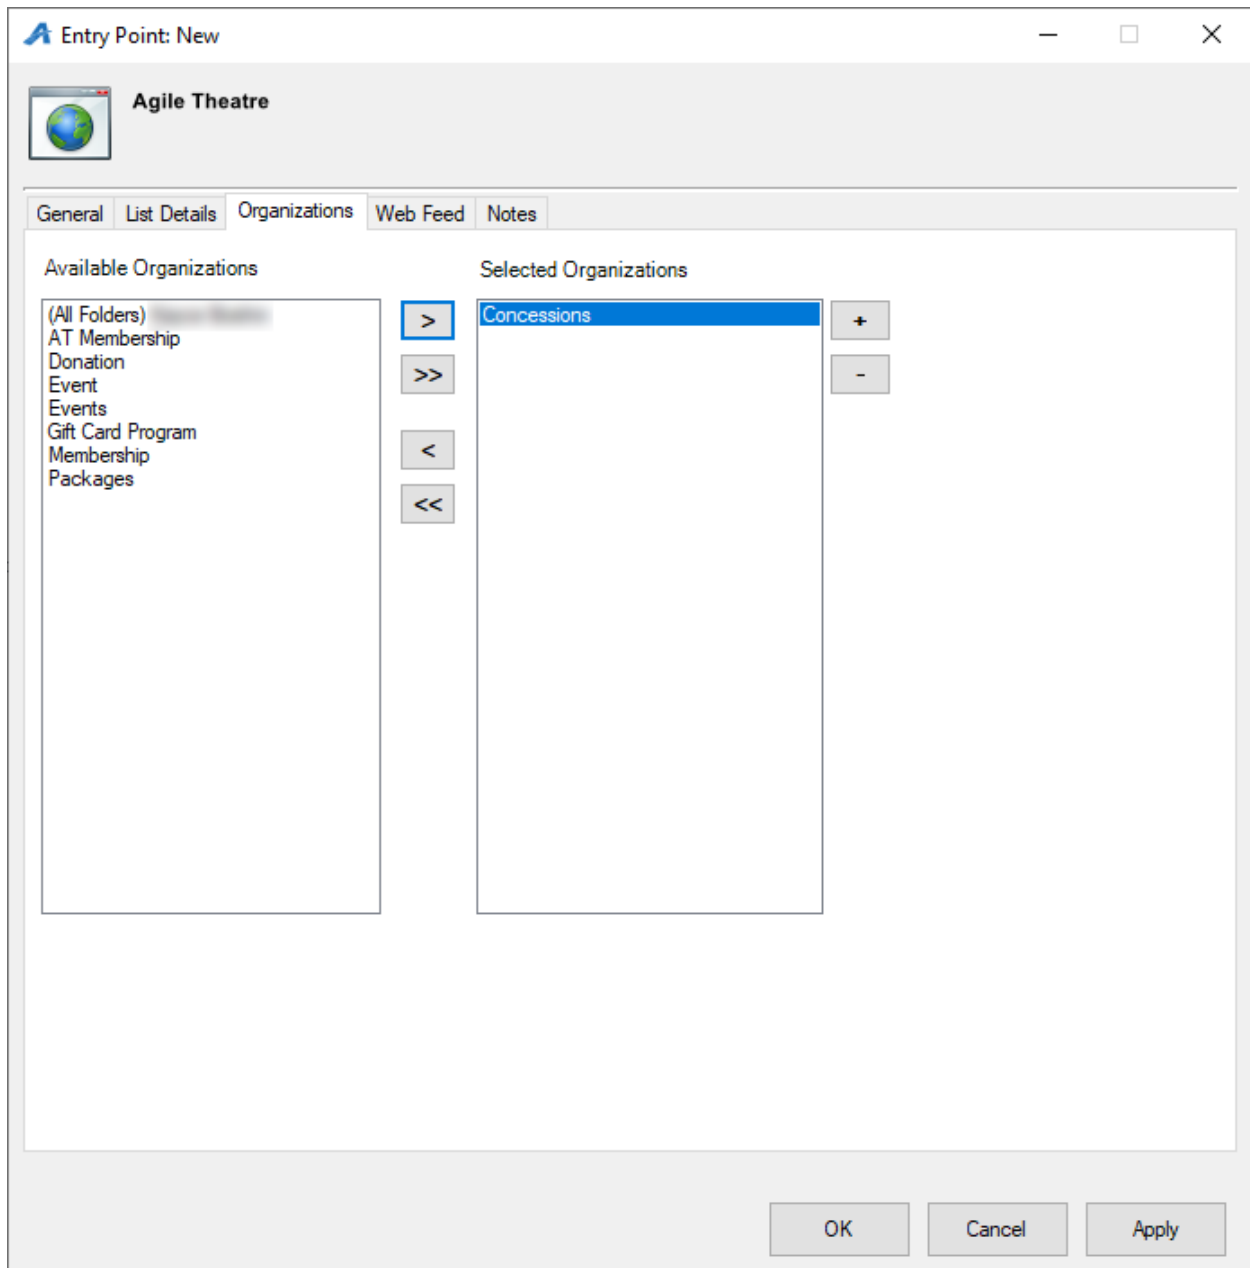 Entry Point: New
Agile Theatre
General List Details Organizations Web Feed Notes
Available Organizations
(All Folders)
AT Membership
Donation
Event
Events
Gift Card Program
Membership
Packages
>
>>
<
<<
Selected Organizations
Concessions
+
-
OK Cancel Apply